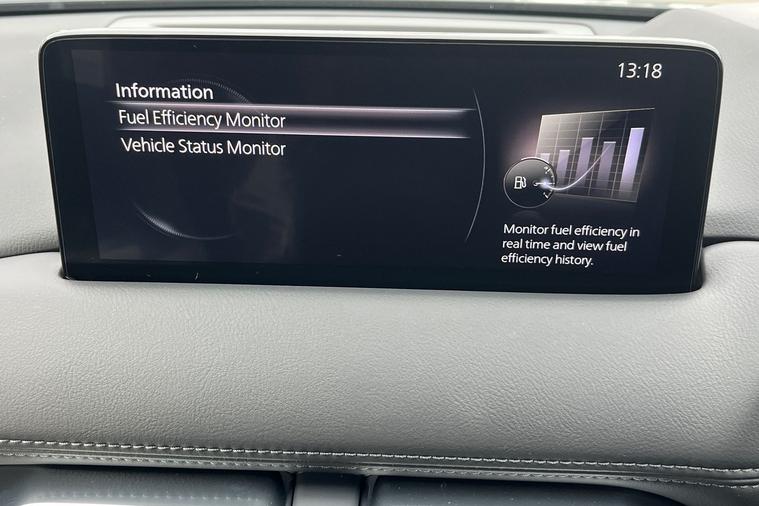 13:18
Information
Fuel Efficiency Monitor
Vehicle Status Monitor
Monitor fuel efficiency in
real time and view fuel
efficiency history.